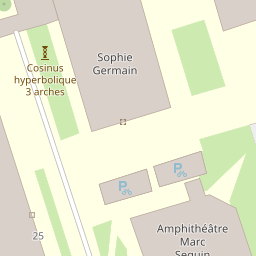 Sophie
Germain
Cosinus
hyperbolique
3 arches
P
P
25
Amphithéâtre
Marc
Seguin